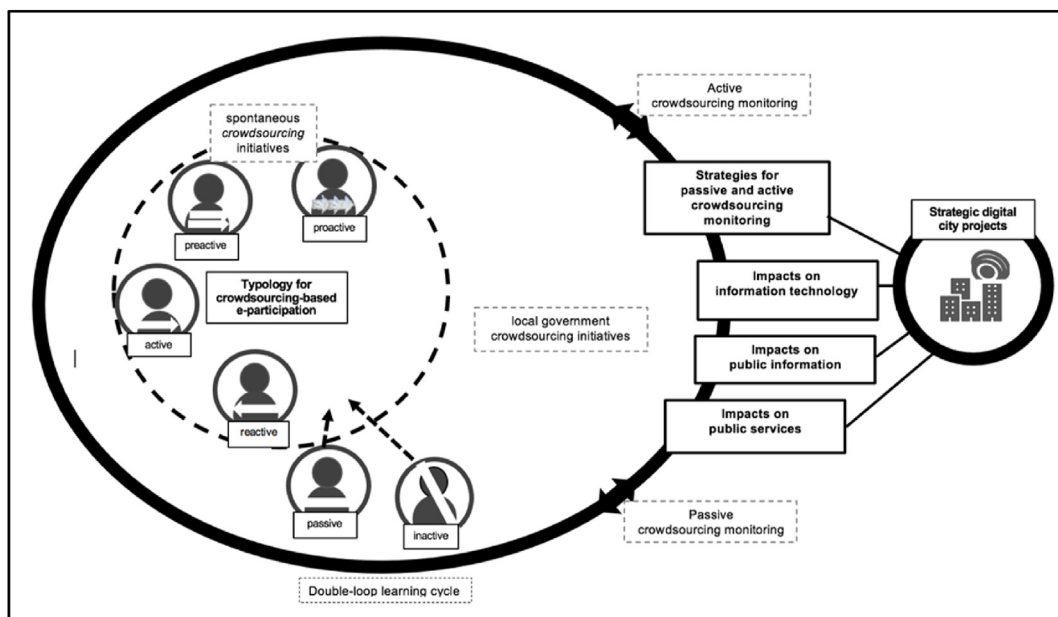 Active
crowdsourcing monitoring
spontaneous
crowdsourcing
initiatives
preactive
proactive
Strategies for
passive and active
crowdsourcing
monitoring
Strategic digital
city projects
Typology for
crowdsourcing-based
e-participation
active
Impacts on
information technology
local government
crowdsourcing initiatives
Impacts on
public information
reactive
Impacts on
public services
passive
inactive
Passive
crowdsourcing monitoring
Double-loop learning cycle